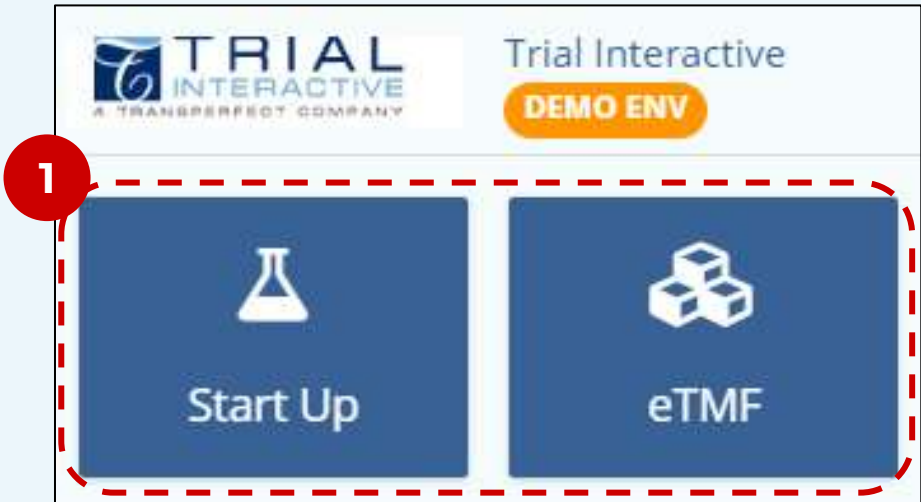 TRIAL
INTERACTIVE
A TRANSPERFECT COMPANY
Trial Interactive
DEMO ENV
1
Start Up
eTMF